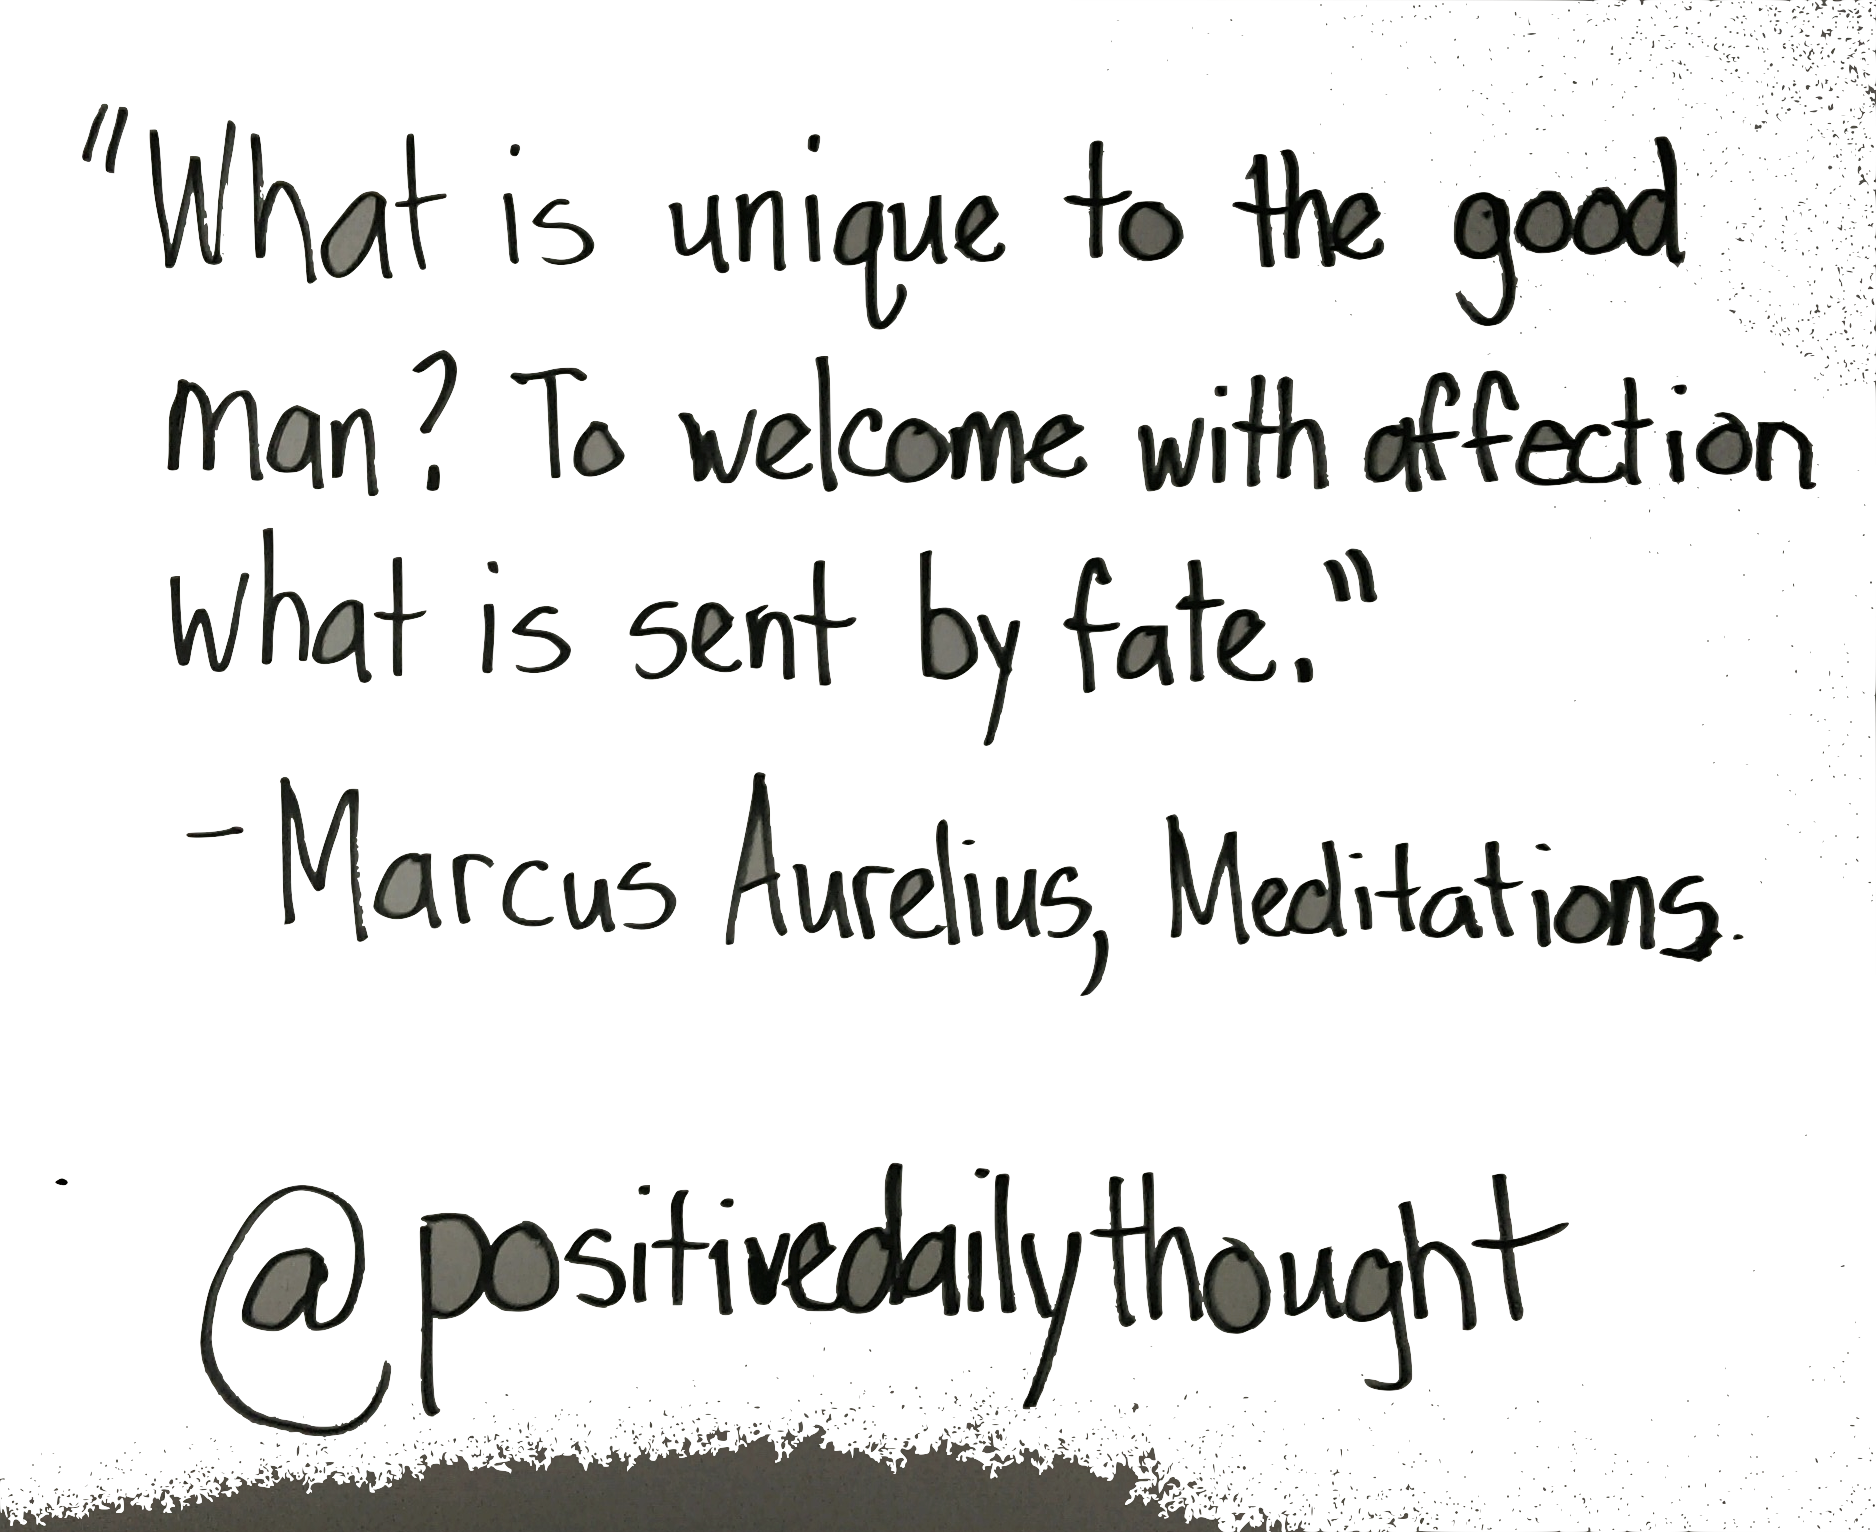 "What is unique to the good
man? To welcome with affection
what is sent by fate."
- Marcus Aurelius, Meditations.
@positivedailythought